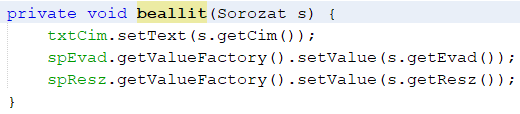 private void beallit(Sorozat s) {
    txtCim.setText(s.getCim());
    spEvad.getValueFactory().setValue(s.getEvad());
    spResz.getValueFactory().setValue(s.getResz());
}